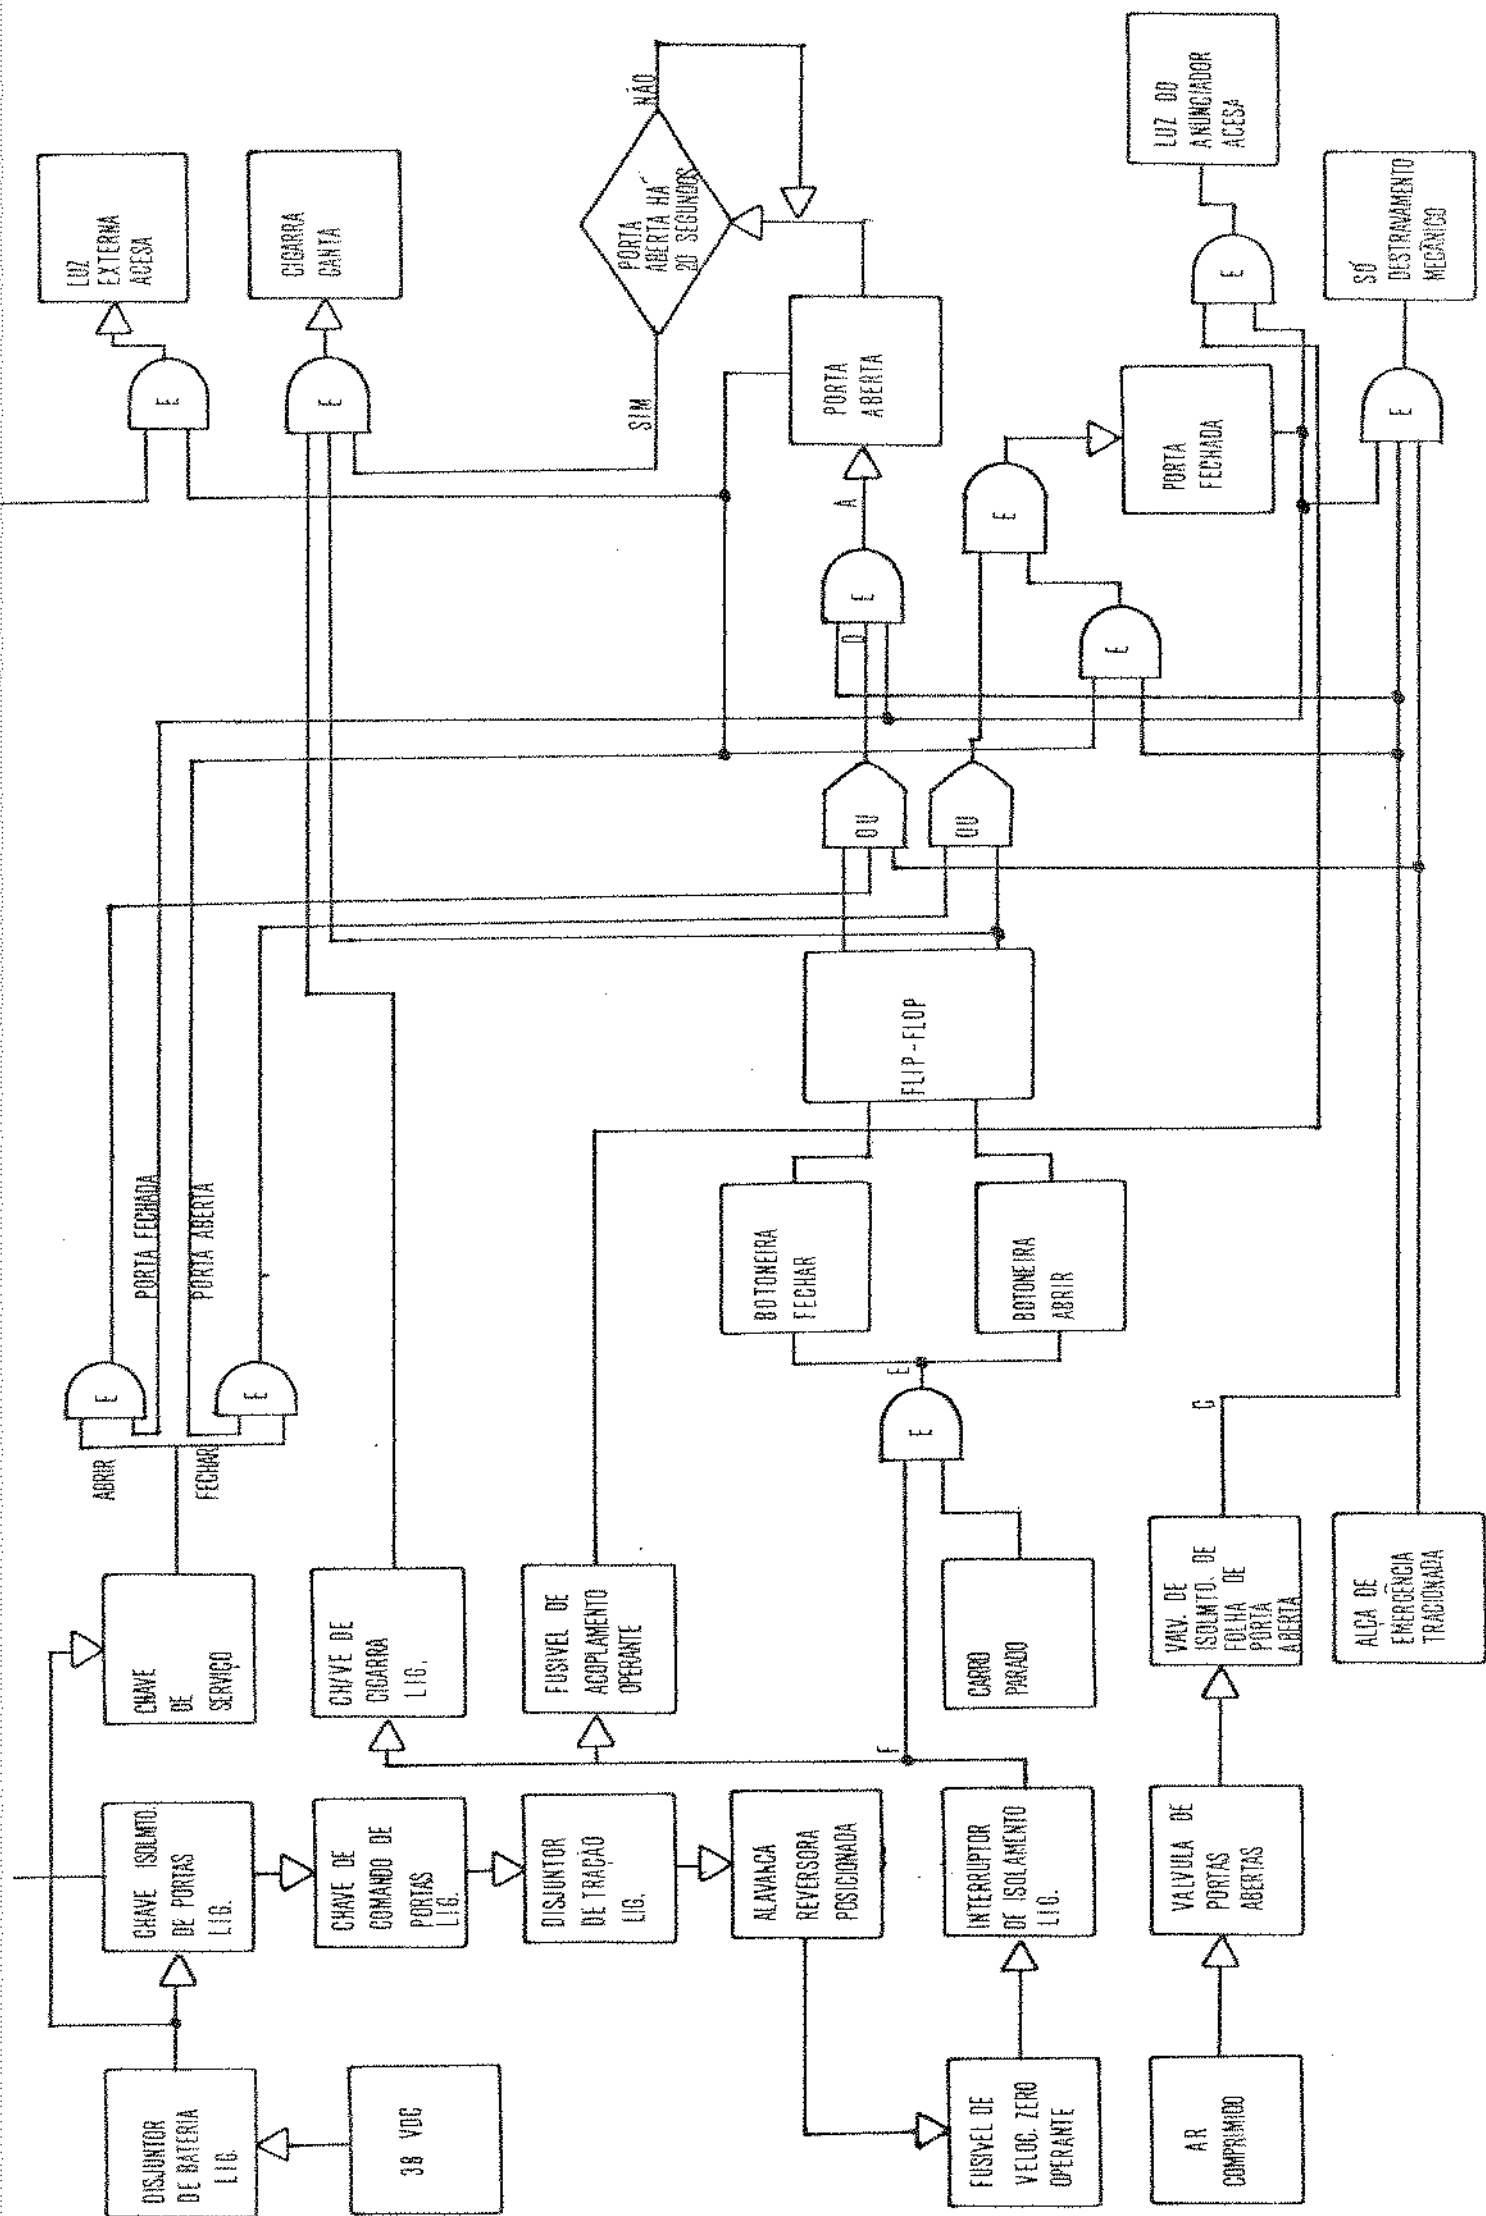 DISJUNTOR
DE BATERIA
LIG.
38 VDC
CHAVE ISOLMTO.
DE PORTAS
LIG.
CHAVE DE
COMANDO DE
PORTAS
LIG.
DISJUNTOR
DE TRAÇÃO
LIG.
ALAVANCA
REVERSORA
POSICIONADA
FUSIVEL DE
VELOC. ZERO
OPERANTE
INTERRUPTOR
DE ISOLAMENTO
LIG.
AR
COMPRIMIDO
VALVULA DE
PORTAS
ABERTAS
CHAVE
DE
SERVIÇO
CHAVE DE
CIGARRA
LIG.
FUSIVEL DE
ACOPLAMENTO
OPERANTE
F
CARRO
PARADO
VALV. DE
ISOLMTO. DE
FOLHA DE
PORTA
ABERTA
ALÇA DE
EMERGÊNCIA
TRACIONADA
ABRIR
FECHAR
E
E
PORTA FECHADA
PORTA ABERTA
E
E
C
BOTONEIRA
FECHAR
BOTONEIRA
ABRIR
FLIP-FLOP
OU
OU
D
E
A
E
E
PORTA
ABERTA
PORTA
FECHADA
PORTA
ABERTA HÁ
20 SEGUNDOS
SIM
NÃO
E
LUZ
EXTERNA
ACESA
E
CIGARRA
CANTA
E
LUZ DO
ANUNCIADOR
ACESA
E
SÓ
DESTRAVAMENTO
MECÂNICO